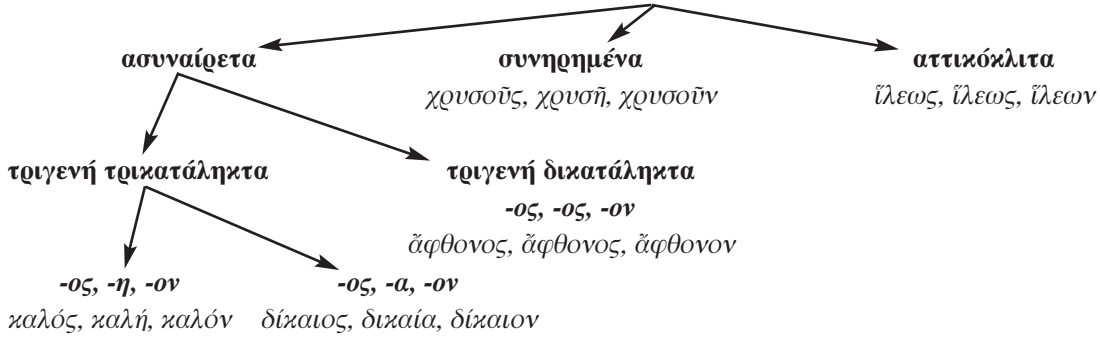 ασυναίρετα συνηρημένα αττικόκλιτα
χρυσοῦς, χρυσῆ, χρυσοῦν ἵλεως, ἵλεως, ἵλεων
τριγενή τρικατάληκτα τριγενή δικατάληκτα
-ος, -ος, -ον
ἄφθονος, ἄφθονος, ἄφθονον
-ος, -η, -ον -ος, -α, -ον
καλός, καλή, καλόν δίκαιος, δικαία, δίκαιον